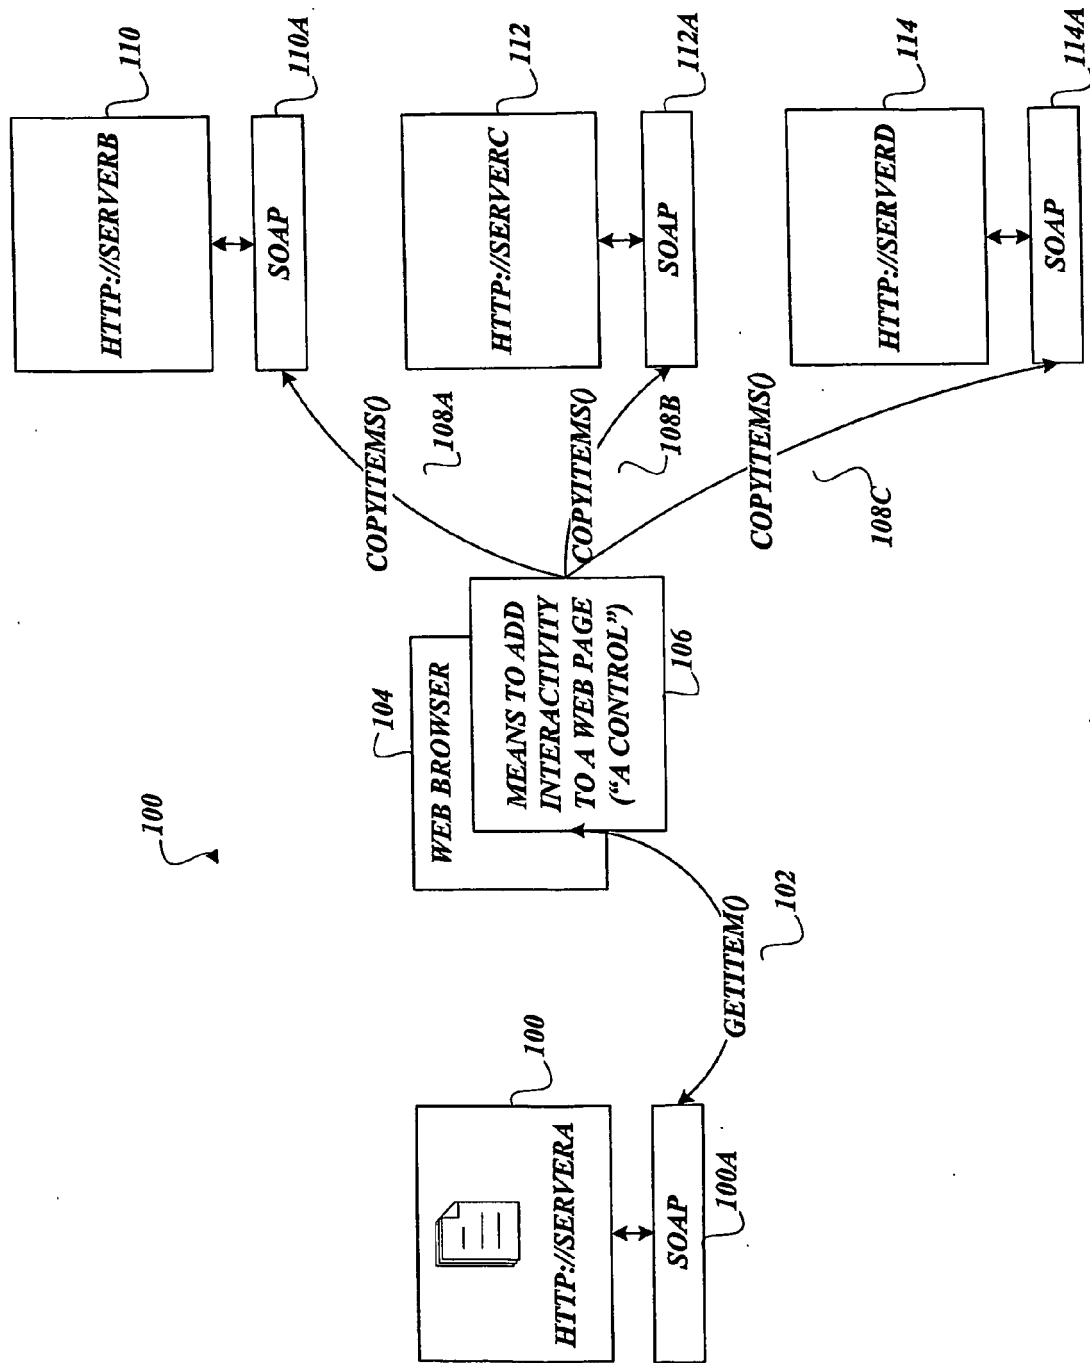 100
HTTP://SERVERA
100
SOAP
100A
GETITEM()
102
WEB BROWSER
104
MEANS TO ADD
INTERACTIVITY
TO A WEB PAGE
("A CONTROL")
106
COPYITEMS()
108A
COPYITEMS()
108B
COPYITEMS()
108C
HTTP://SERVERB
110
SOAP
110A
HTTP://SERVERC
112
SOAP
112A
HTTP://SERVERD
114
SOAP
114A